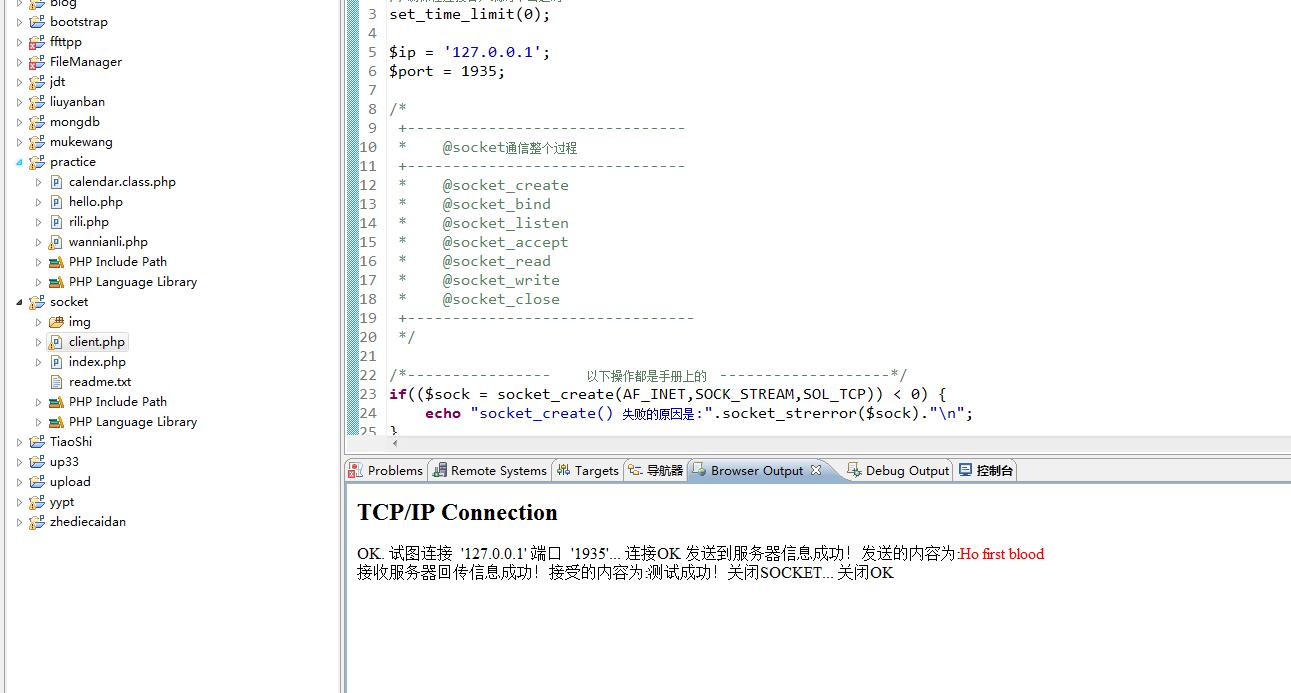 blog
bootstrap
ffttpp
FileManager
jdt
liuyanban
mongdb
mukewang
practice
calendar.class.php
hello.php
rili.php
wannianli.php
PHP Include Path
PHP Language Library
socket
img
client.php
index.php
readme.txt
PHP Include Path
PHP Language Library
TiaoShi
up33
upload
yypt
zhediecaidan
3 set_time_limit(0);
4
5 $ip = '127.0.0.1';
6 $port = 1935;
7
8 /*
9 +-------------------------------
10 * @socket通信整个过程
11 +-------------------------------
12 * @socket_create
13 * @socket_bind
14 * @socket_listen
15 * @socket_accept
16 * @socket_read
17 * @socket_write
18 * @socket_close
19 +--------------------------------
20 */
21
22 /*---------------- 以下操作都是手册上的 -------------------*/
23 if(($sock = socket_create(AF_INET,SOCK_STREAM,SOL_TCP)) < 0) {
24 echo "socket_create() 失败的原因是:".socket_strerror($sock)."\n";
25 }
Problems Remote Systems Targets 导航器 Browser Output Debug Output 控制台
TCP/IP Connection
OK. 试图连接 '127.0.0.1' 端口 '1935'... 连接OK 发送到服务器信息成功！发送的内容为:Ho first blood
接收服务器回传信息成功！接受的内容为:测试成功！关闭SOCKET... 关闭OK